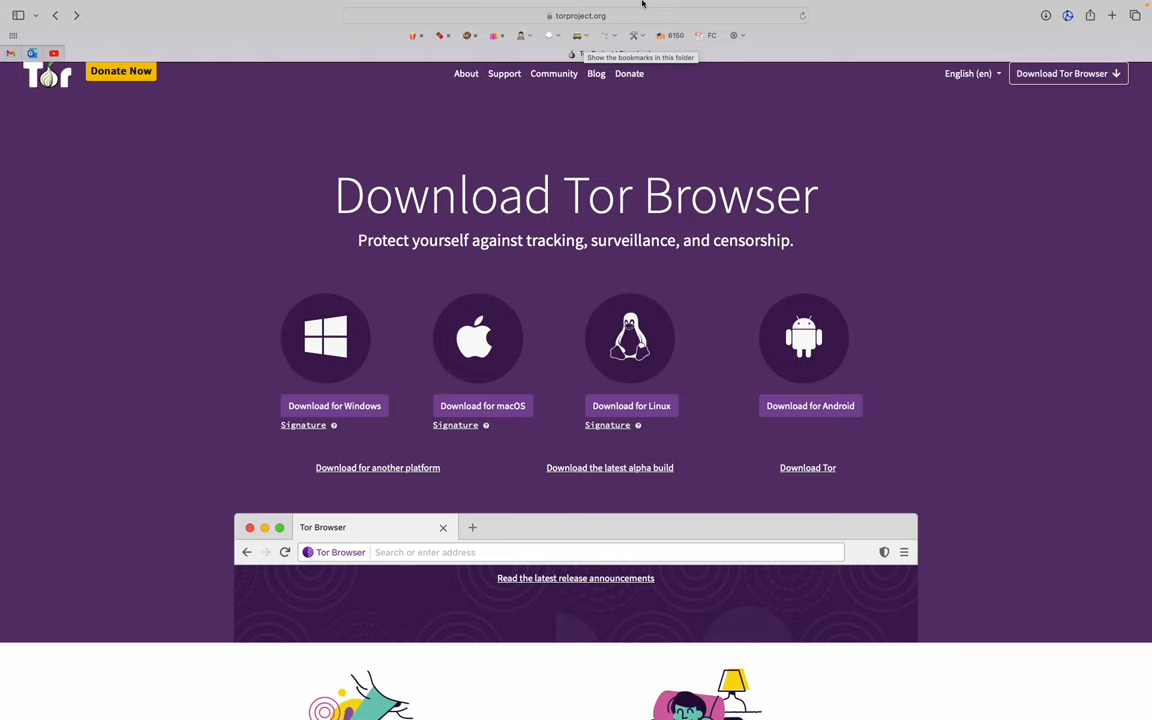 torproject.org
6150
FC
Show the bookmarks in this folder
Tor
Donate Now
About
Support
Community
Blog
Donate
English (en)
Download Tor Browser
Download Tor Browser
Protect yourself against tracking, surveillance, and censorship.
Download for Windows
Download for macOS
Download for Linux
Download for Android
Signature ?
Signature ?
Signature ?
Download for another platform
Download the latest alpha build
Download Tor
Tor Browser
Tor Browser
Search or enter address
Read the latest release announcements